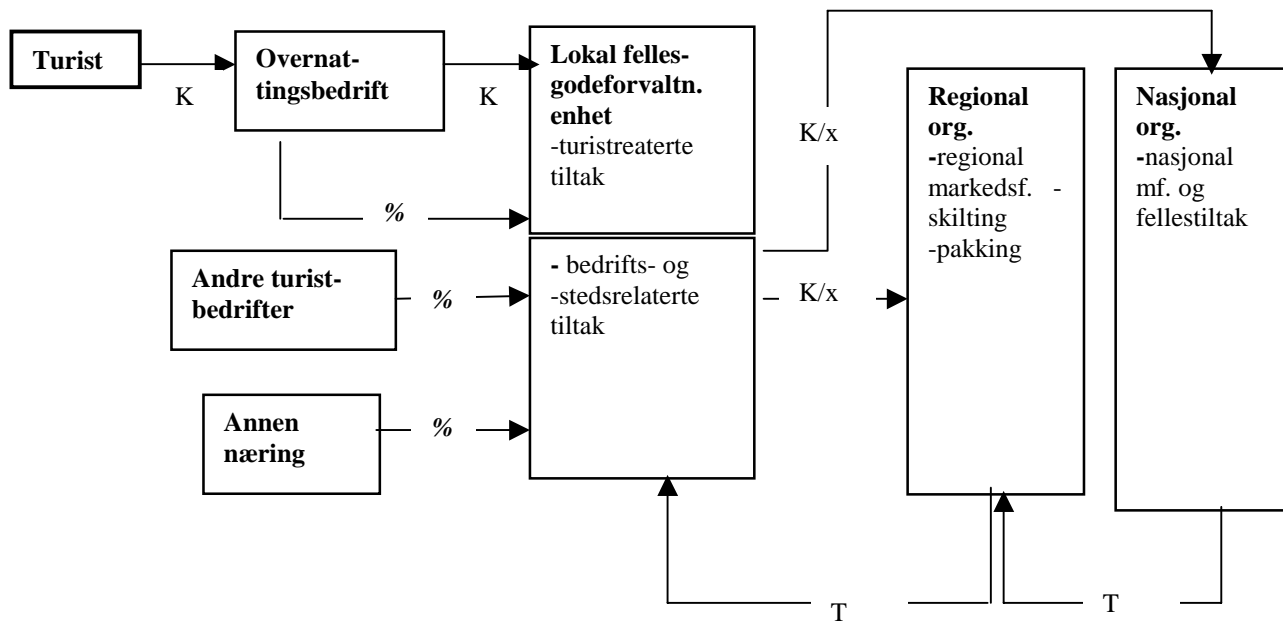 Turist
K
Overnat-
tingsbedrift
K
Lokal felles-
godeforvaltn.
enhet
-turistreaterte
tiltak
%
K/x
Regional
org.
-regional
markedsf. -
skilting
-pakking
Nasjonal
org.
-nasjonal
mf. og
fellestiltak
Andre turist-
bedrifter
%
- bedrifts- og
-stedsrelaterte
tiltak
K/x
Annen
næring
%
T
T